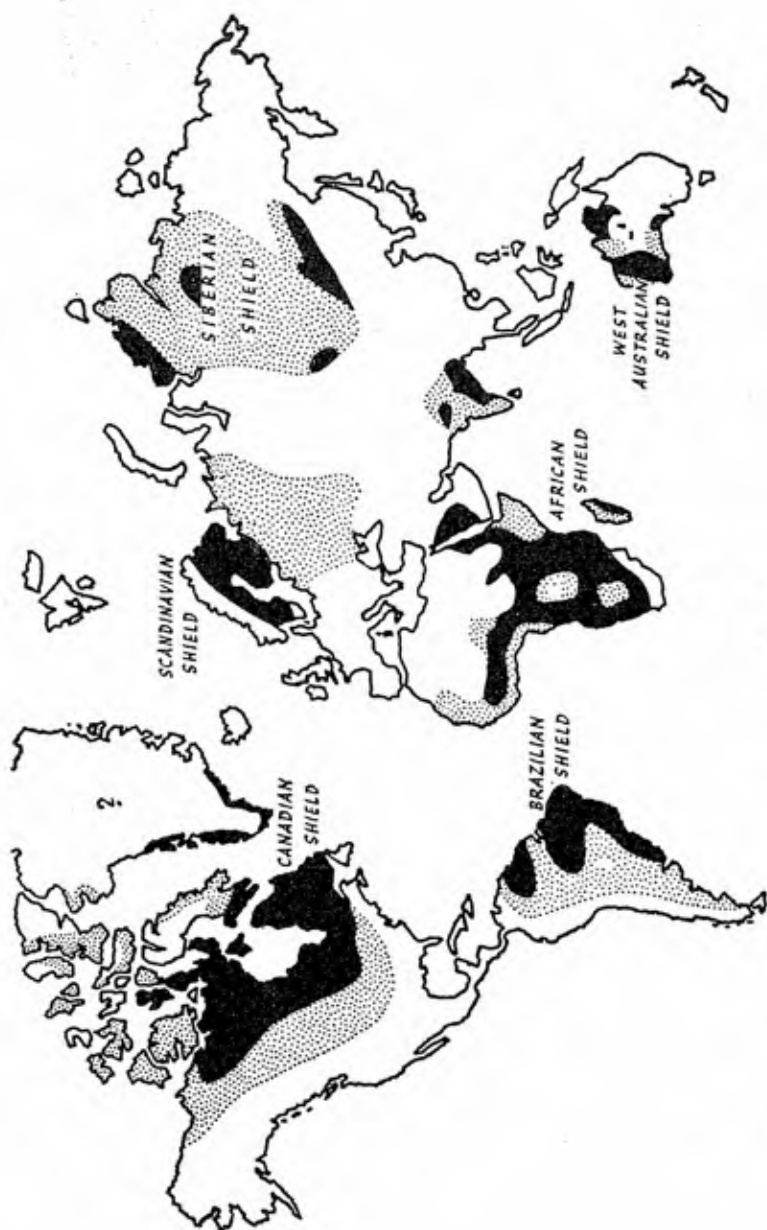 ?
CANADIAN
SHIELD
SCANDINAVIAN
SHIELD
SIBERIAN
SHIELD
BRAZILIAN
SHIELD
AFRICAN
SHIELD
WEST
AUSTRALIAN
SHIELD